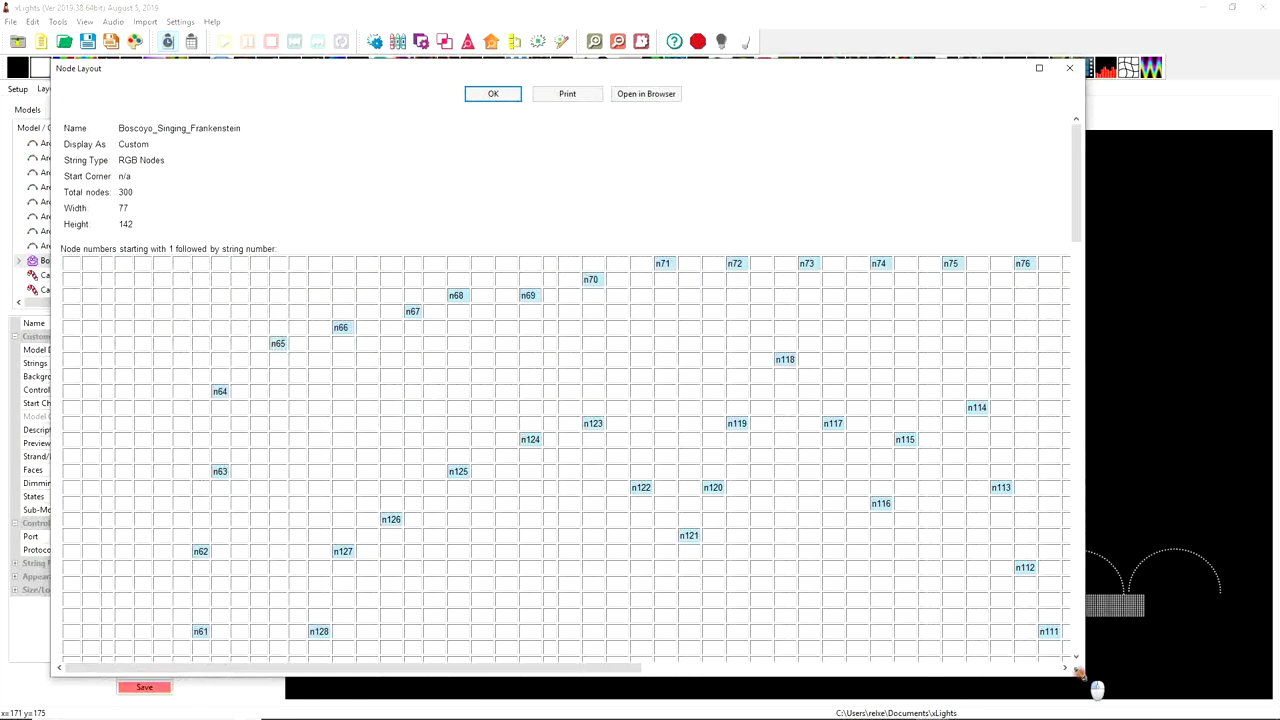 xLights (Ver 2019.38 64bit) August 5, 2019
File Edit Tools View Audio Import Settings Help
Node Layout
OK Print Open in Browser
Setup
Models
Name Boscoyo_Singing_Frankenstein
Display As Custom
String Type: RGB Nodes
Start Corner: n/a
Total nodes: 300
Width: 77
Height: 142
Node numbers starting with 1 followed by string number:
n71 n72 n73 n74 n75 n76
n70
n68 n69
n67
n66
n65
n118
n64
n114
n123 n119 n117
n124 n115
n63 n125
n122 n120 n113
n116
n126
n121
n62 n127
n112
n61 n128 n111
Name
Strings
Port
Faces
States
Save
x=171 y=175
C:\Users\relxe\Documents\xLights